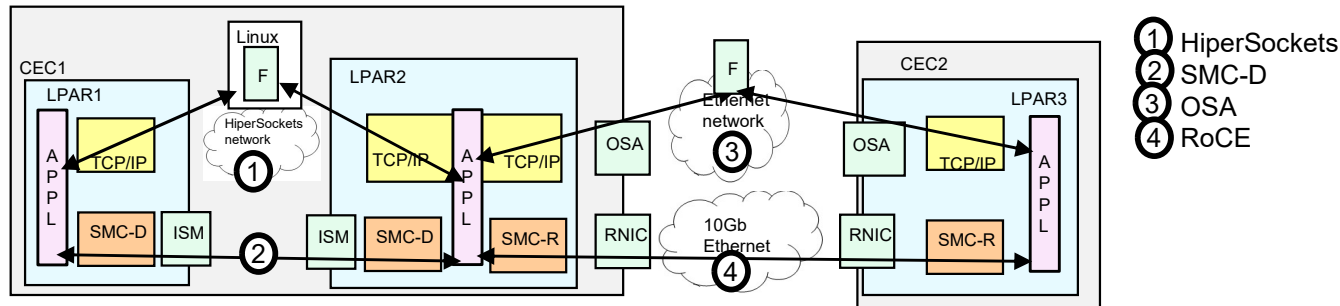 CEC1
LPAR1
A
P
P
L
TCP/IP
SMC-D
ISM
Linux
F
HiperSockets
network
1
2
LPAR2
TCP/IP
A
P
P
L
TCP/IP
ISM
SMC-D
SMC-R
OSA
RNIC
F
Ethernet
network
3
10Gb
Ethernet
4
CEC2
LPAR3
OSA
TCP/IP
A
P
P
L
RNIC
SMC-R
1 HiperSockets
2 SMC-D
3 OSA
4 RoCE